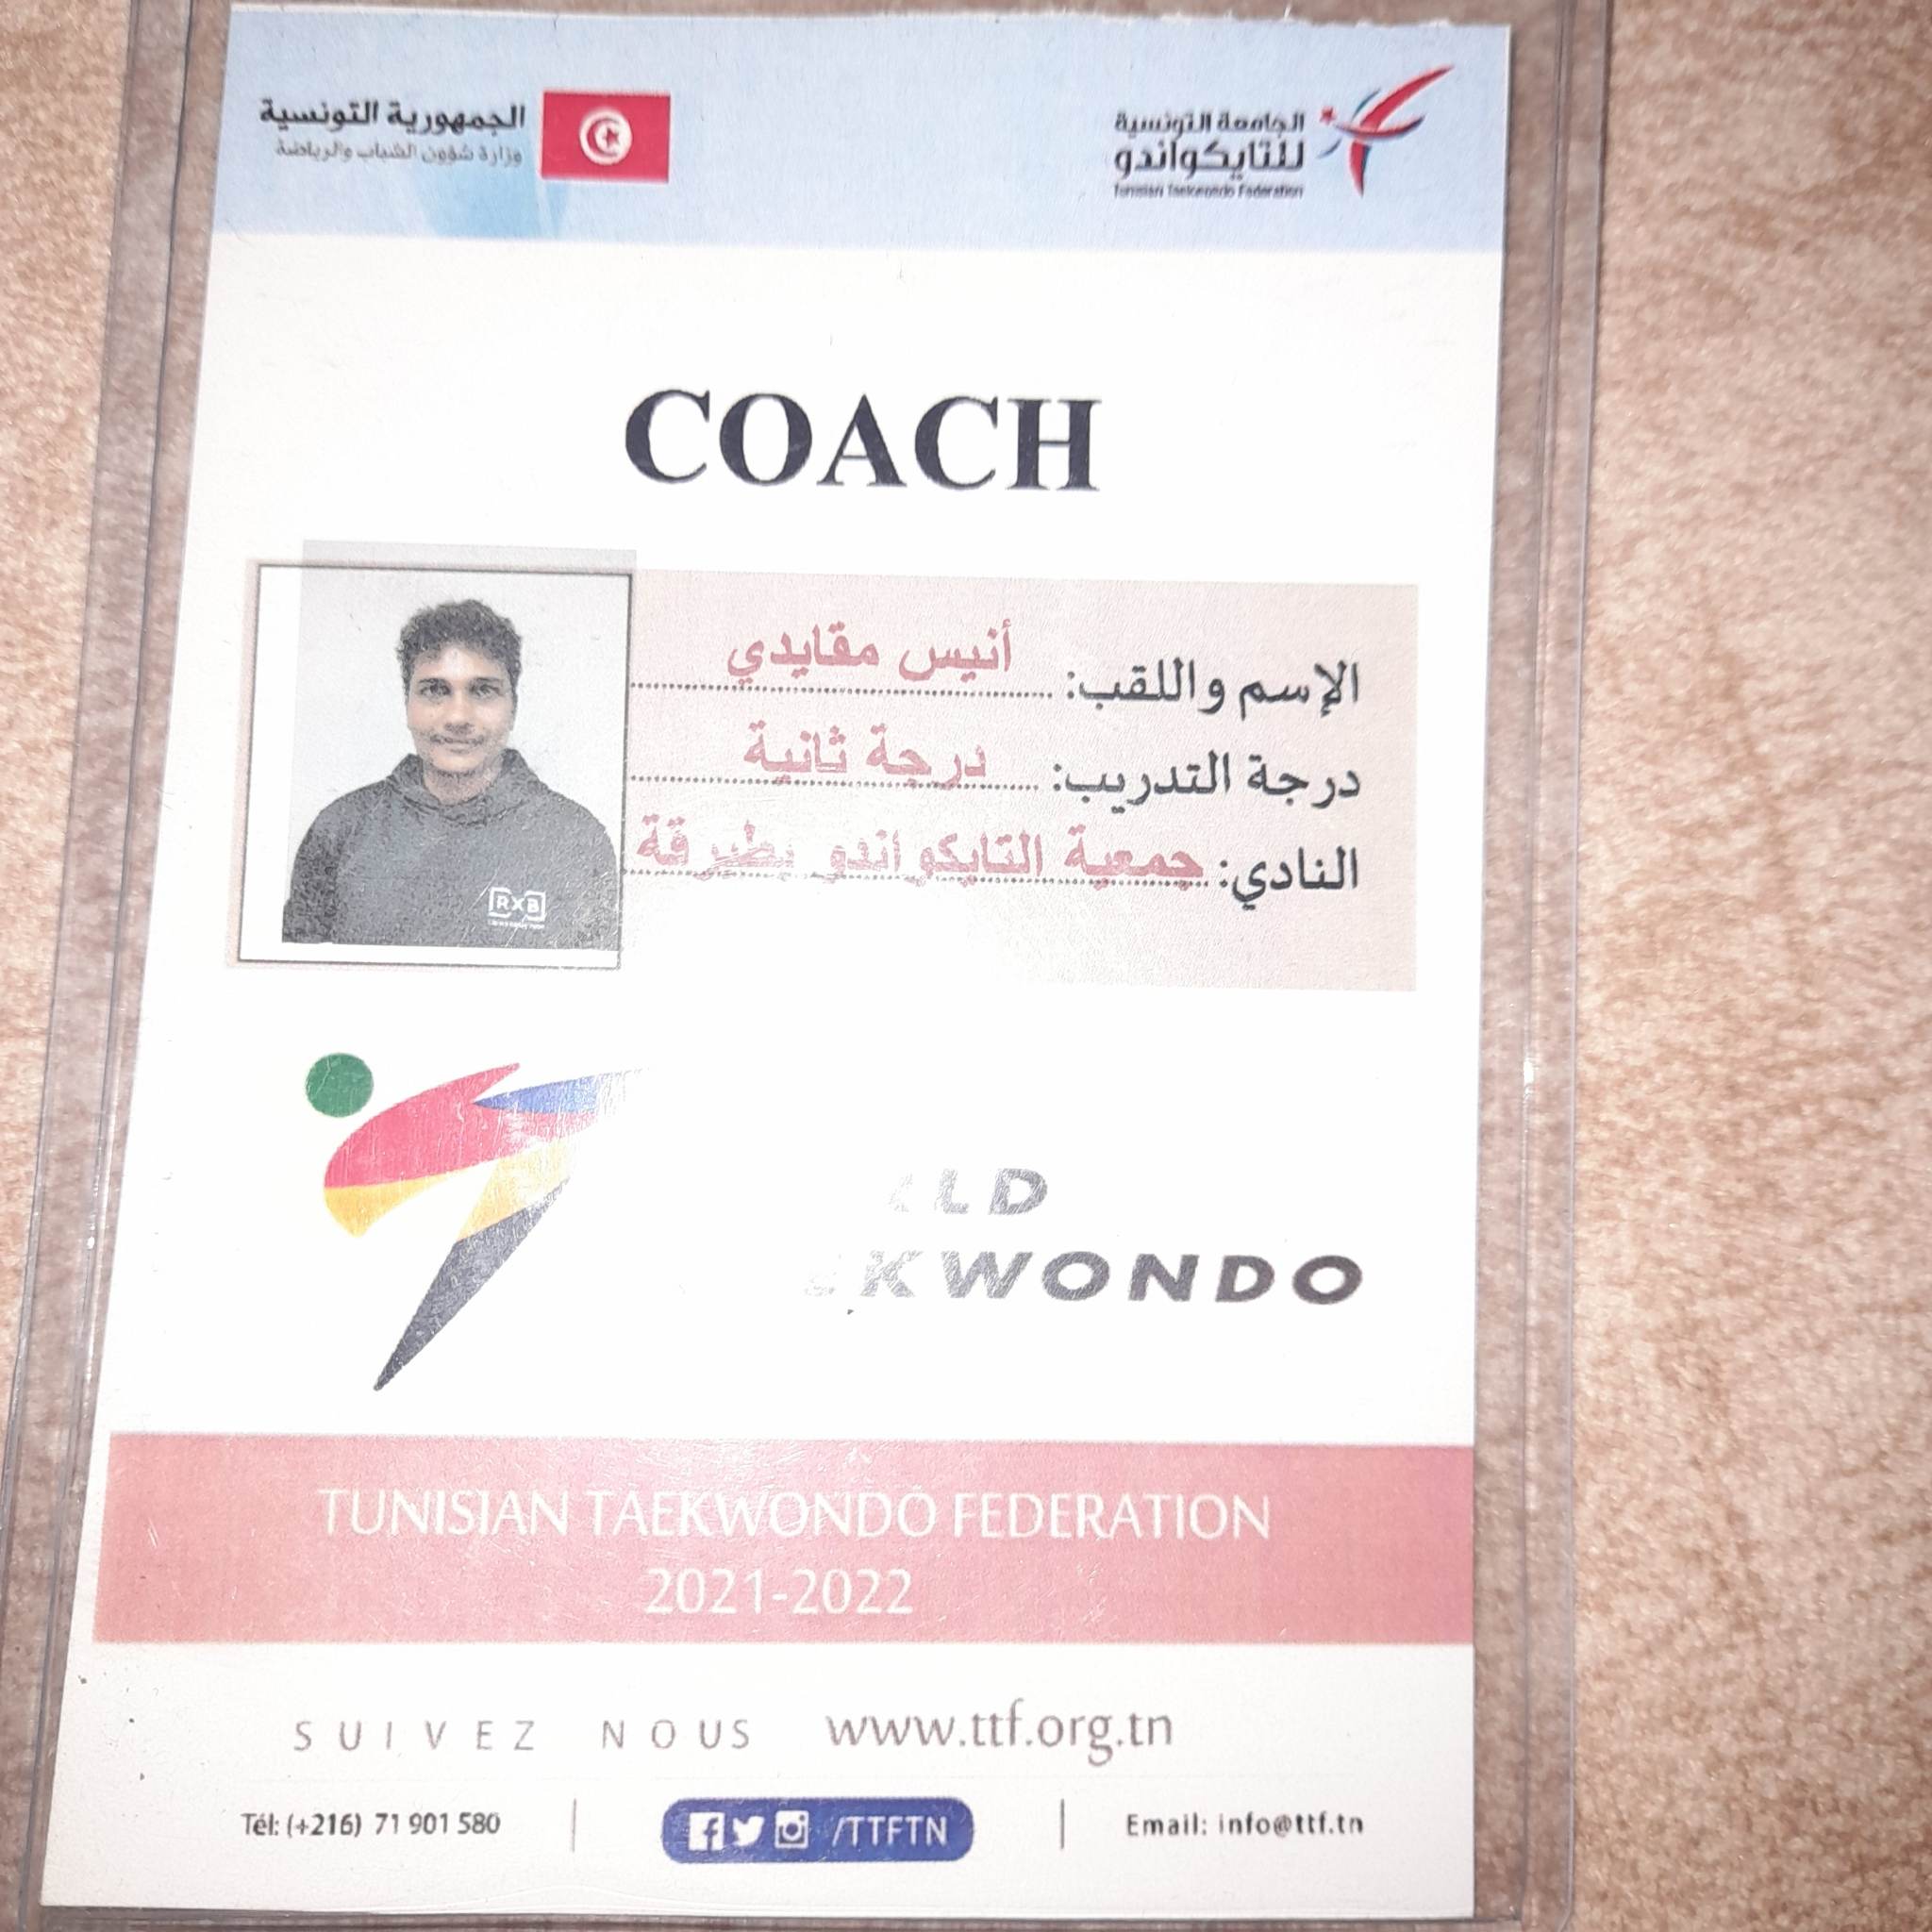 الجمهورية التونسية
وزارة شؤون الشباب والرياضة
الجامعة التونسية
للتايكواندو
Tunisian Taekwondo Federation
COACH
الإسم واللقب: أنيس مقايدي
درجة التدريب: درجة ثانية
النادي: جمعية التايكواندو بطبرقة
RXB
LD
KWONDO
TUNISIAN TAEKWONDO FEDERATION
2021-2022
SUIVEZ NOUS www.ttf.org.tn
Tél: (+216) 71 901 580
/TTFTN
Email: info@ttf.tn